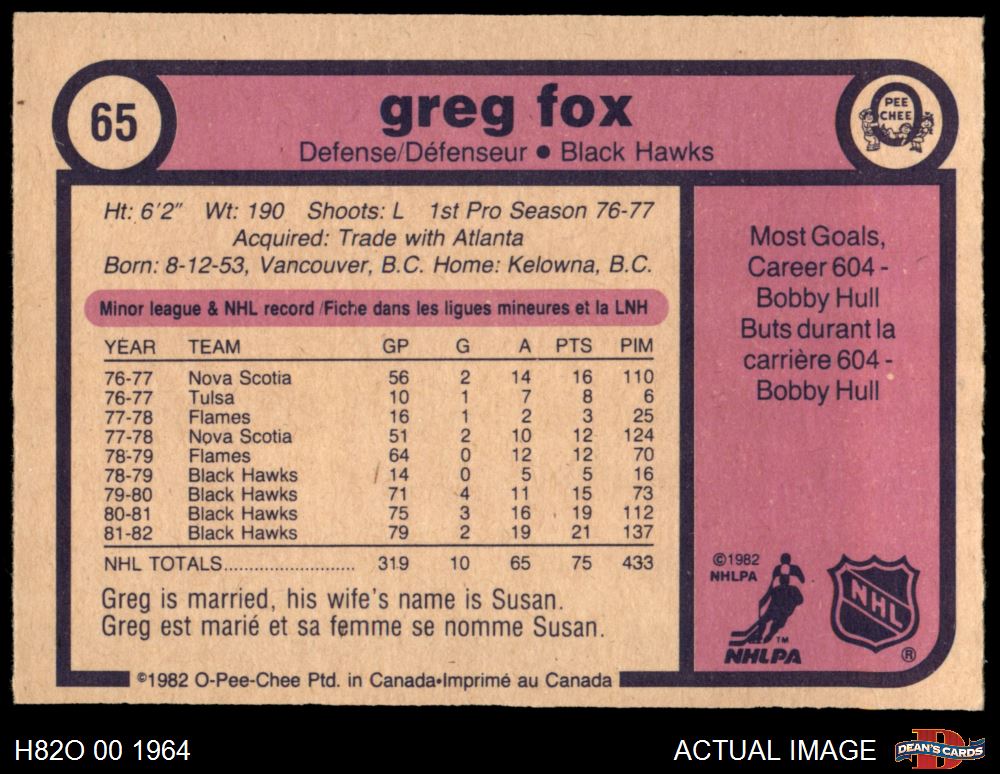 65
greg fox
PEE
CHEE
Defense/Défenseur • Black Hawks
Ht: 6'2" Wt: 190 Shoots: L 1st Pro Season 76-77
Acquired: Trade with Atlanta
Born: 8-12-53, Vancouver, B.C. Home: Kelowna, B.C.
Minor league & NHL record /Fiche dans les ligues mineures et la LNH
YEAR TEAM GP G A PTS PIM
76-77 Nova Scotia 56 2 14 16 110
76-77 Tulsa 10 1 7 8 6
77-78 Flames 16 1 2 3 25
77-78 Nova Scotia 51 2 10 12 124
78-79 Flames 64 0 12 12 70
78-79 Black Hawks 14 0 5 5 16
79-80 Black Hawks 71 4 11 15 73
80-81 Black Hawks 75 3 16 19 112
81-82 Black Hawks 79 2 19 21 137
NHL TOTALS........................ 319 10 65 75 433
Greg is married, his wife's name is Susan.
Greg est marié et sa femme se nomme Susan.
©1982 O-Pee-Chee Ptd. in Canada•Imprimé au Canada
Most Goals,
Career 604 -
Bobby Hull
Buts durant la
carrière 604 -
Bobby Hull
©1982
NHLPA
TM
NHLPA
NHL
®
H82O 00 1964
ACTUAL IMAGE
DEAN'S CARDS